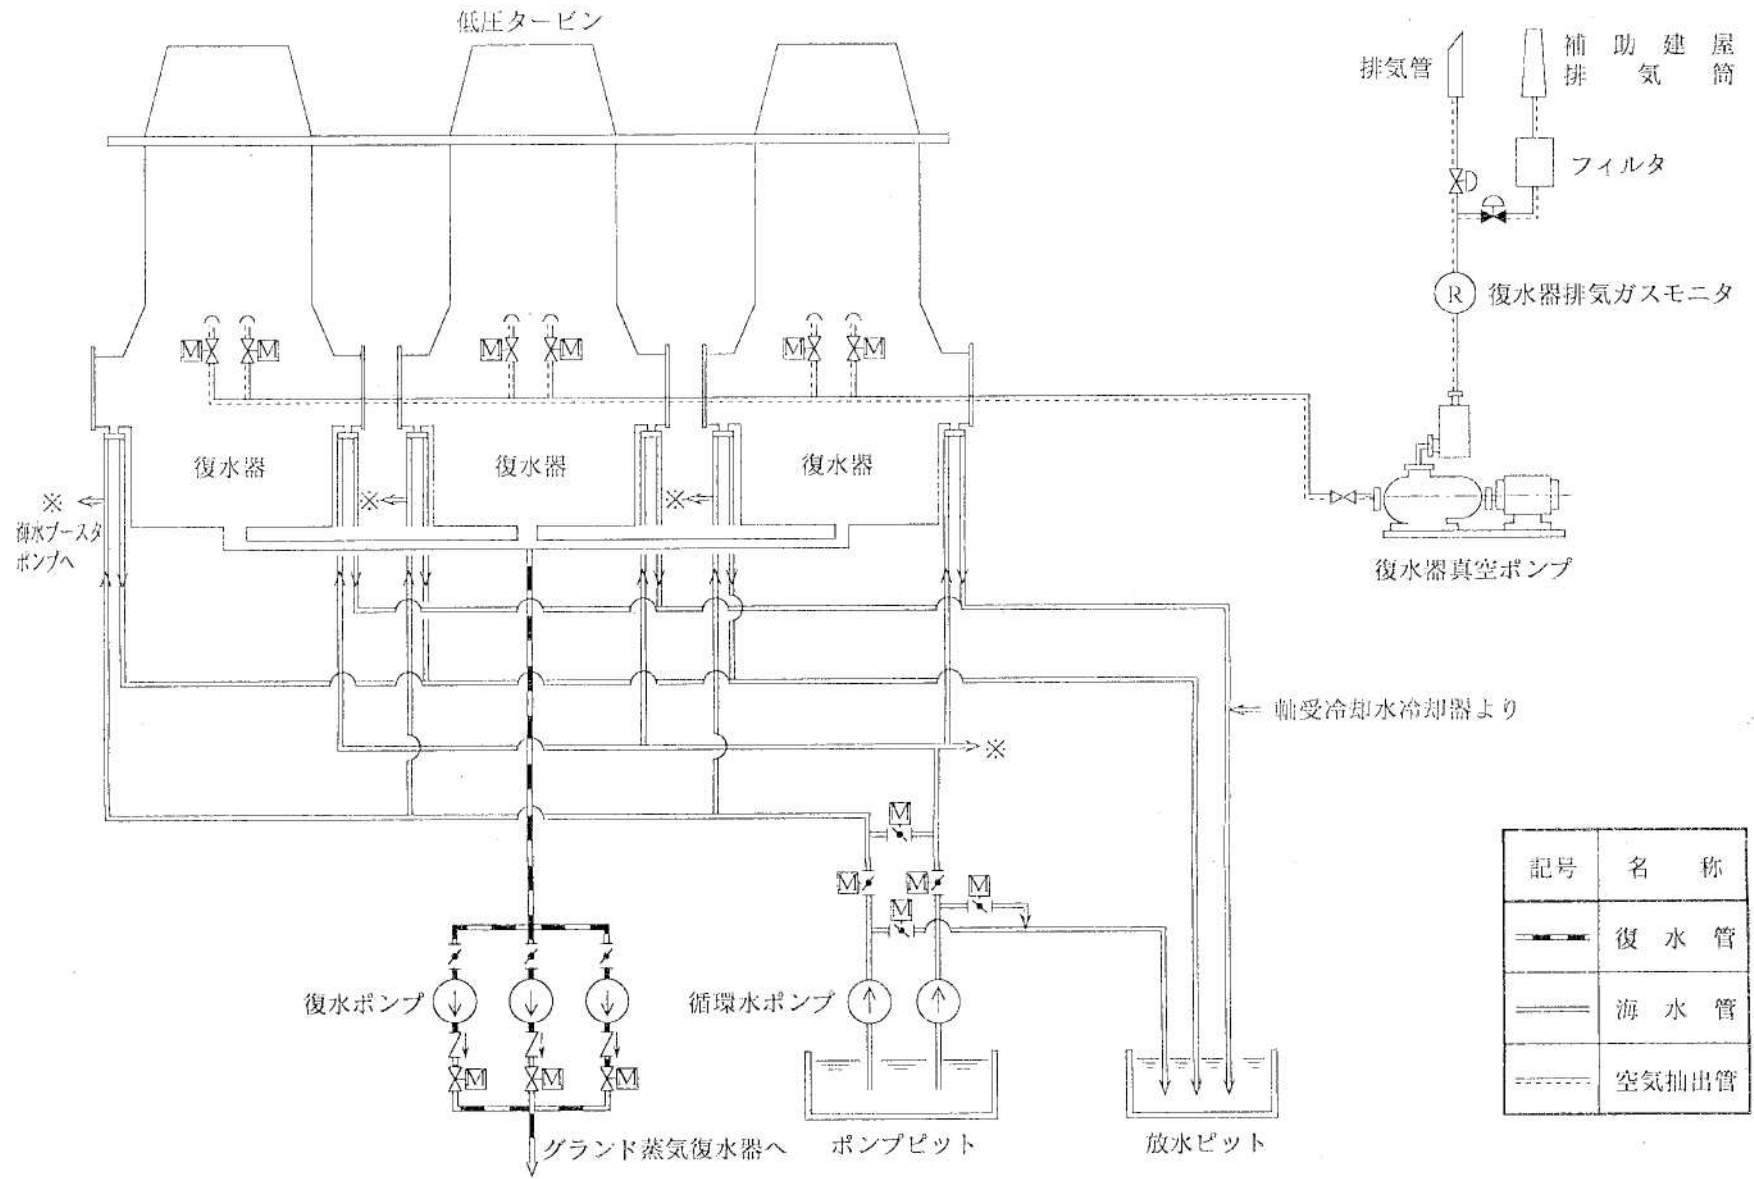 低圧タービン
排気管
補助建屋
排気筒
フィルタ
R
復水器排気ガスモニタ
M
M
M
M
M
M
復水器
復水器
復水器
※
海水ブースタ
ポンプへ
※
※
復水器真空ポンプ
軸受冷却水冷却器より
※
M
M
M
M
M
復水ポンプ
循環水ポンプ
M
M
M
グランド蒸気復水器へ
ポンプピット
放水ピット
記号 名称
復水管
海水管
空気抽出管